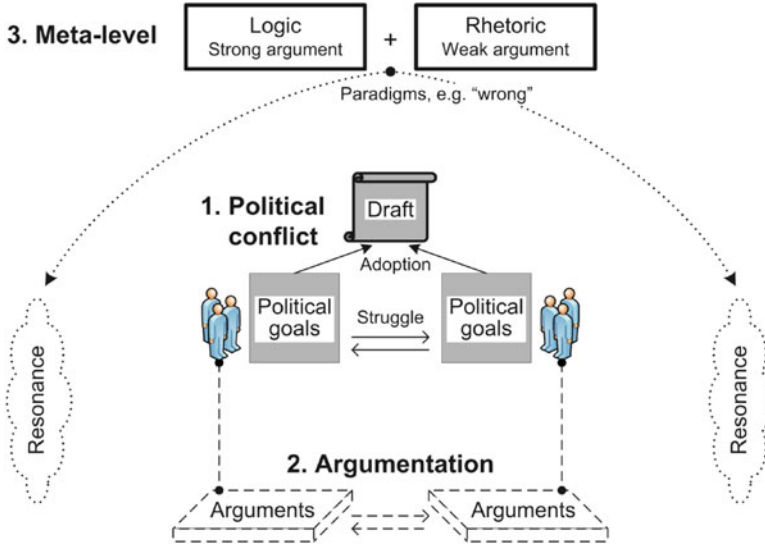 3. Meta-level
Logic
Strong argument
+
Rhetoric
Weak argument
Paradigms, e.g. “wrong”
1. Political
conflict
Draft
Adoption
Political
goals
Struggle
Political
goals
Resonance
Resonance
2. Argumentation
Arguments
Arguments